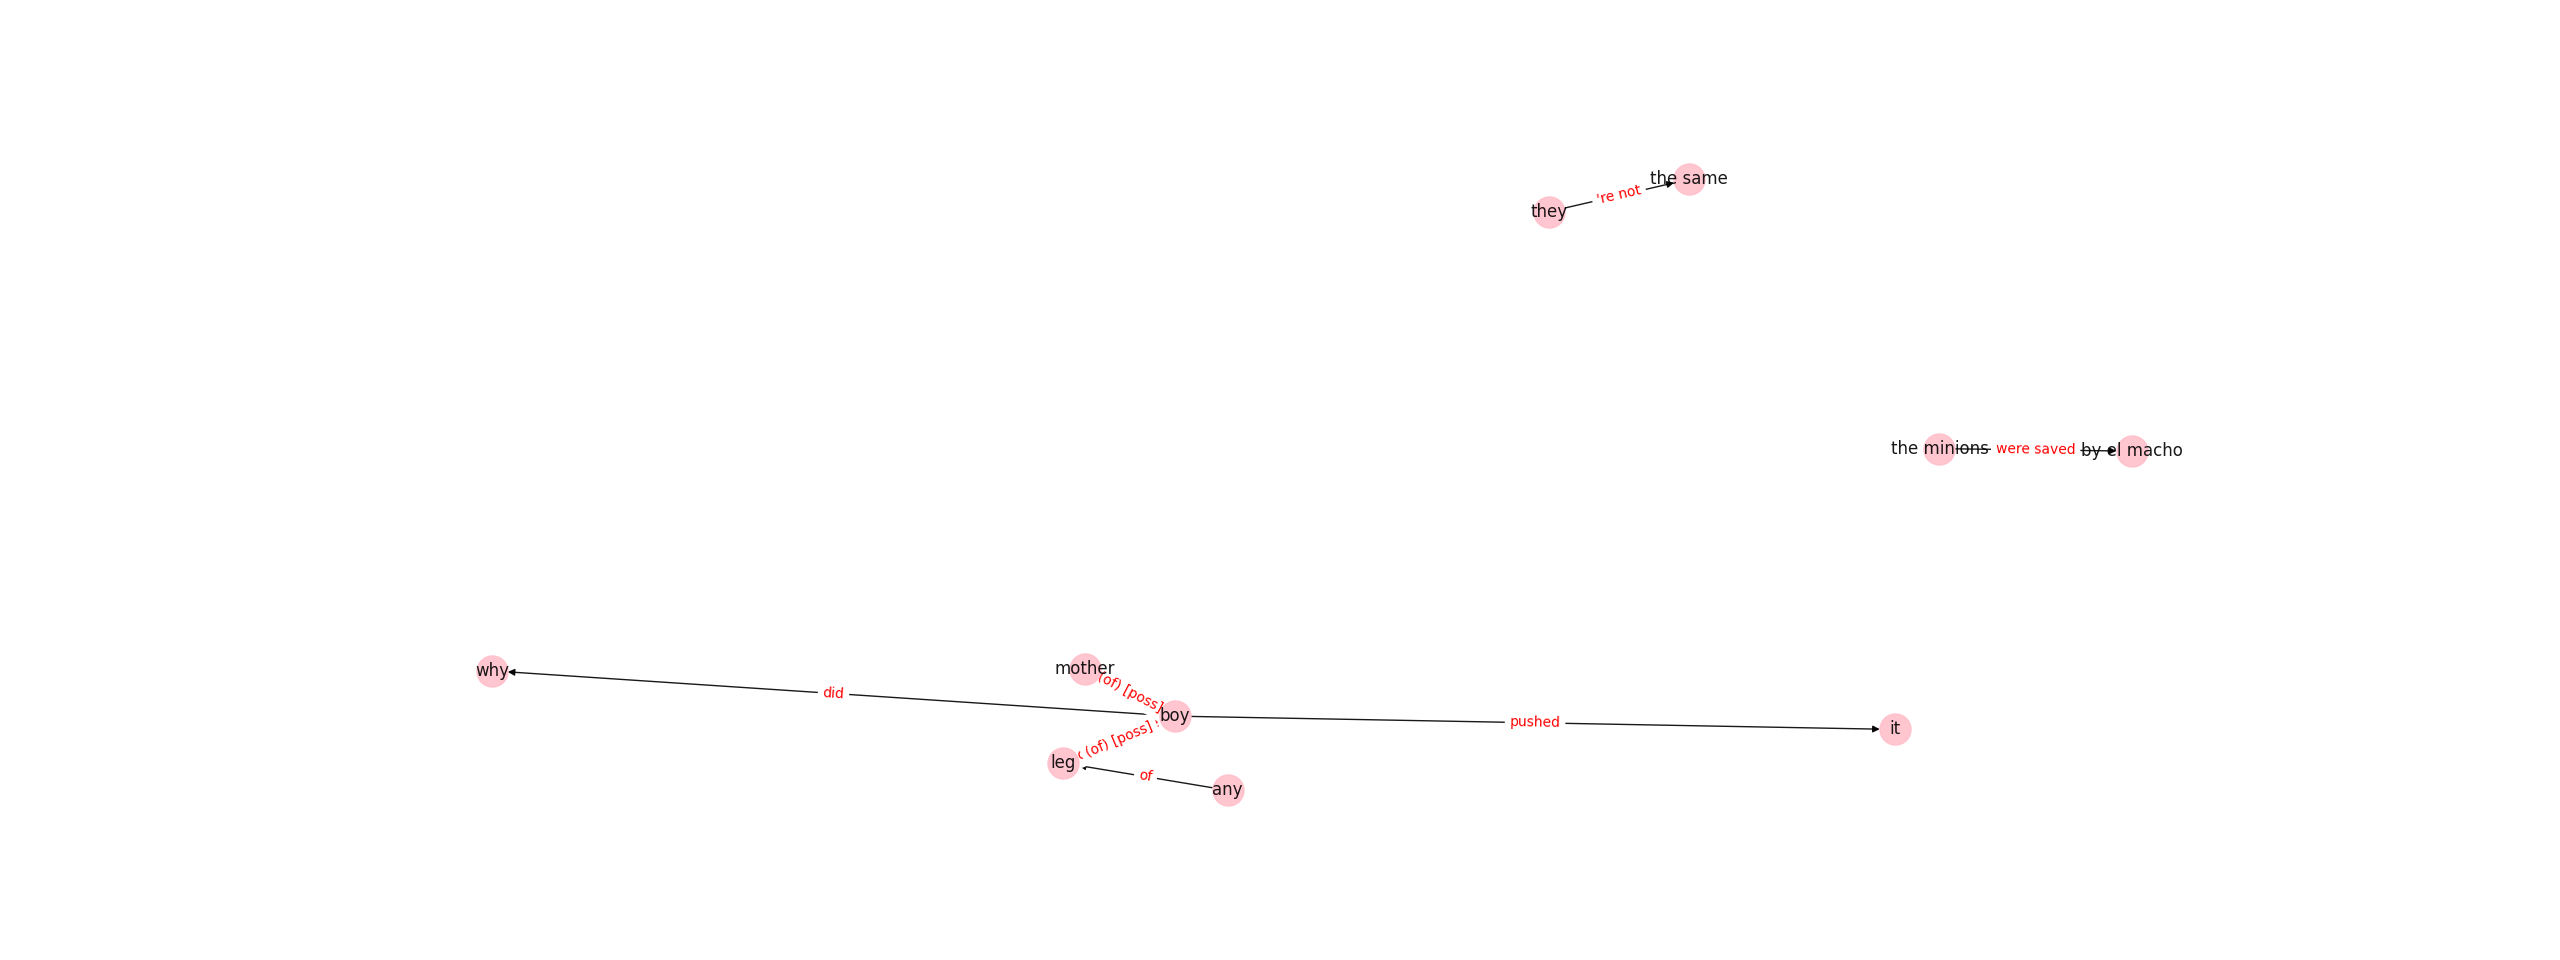 the same
're not
they
the minions were saved by el macho
mother
why
(of) [poss]
did
boy
pushed
it
(of) [poss]
leg
of
any